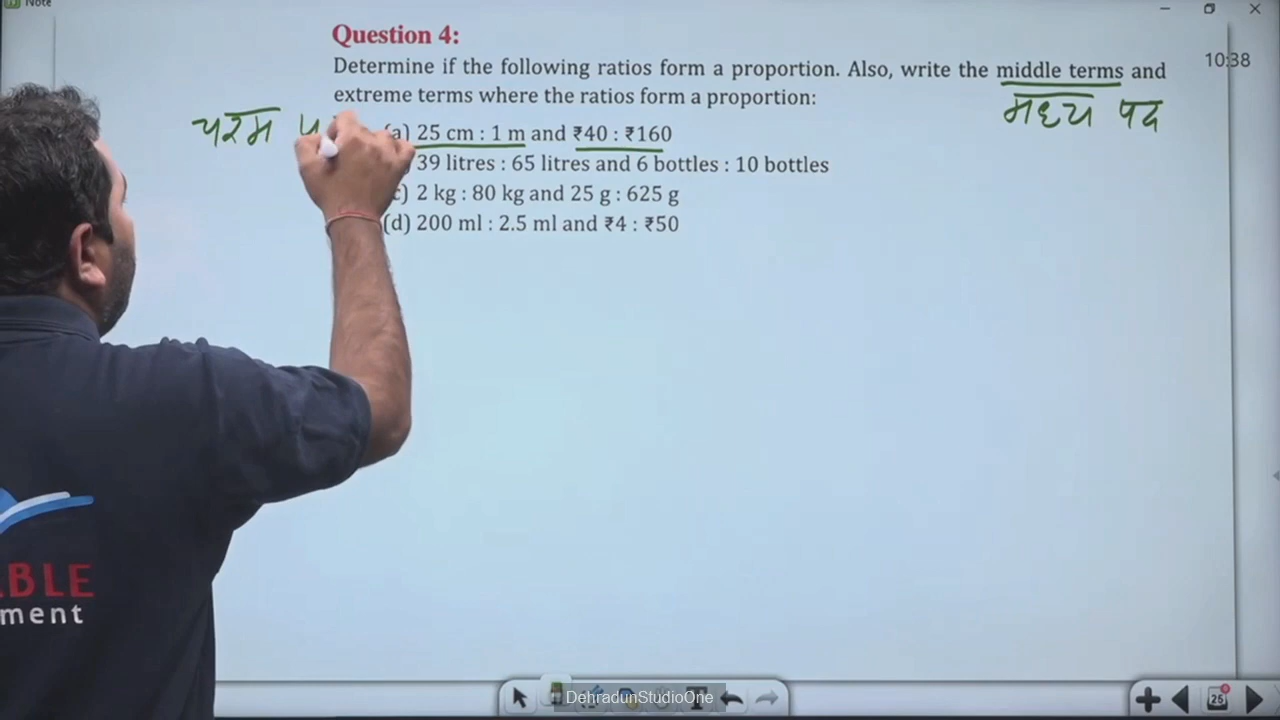 Note
Question 4:
10:38
Determine if the following ratios form a proportion. Also, write the middle terms and
extreme terms where the ratios form a proportion:
चरम प
मध्य पद
(a) 25 cm : 1 m and ₹40 : ₹160
) 39 litres : 65 litres and 6 bottles : 10 bottles
c) 2 kg : 80 kg and 25 g : 625 g
(d) 200 ml : 2.5 ml and ₹4 : ₹50
ABLE
ment
DehradunStudioOne
25